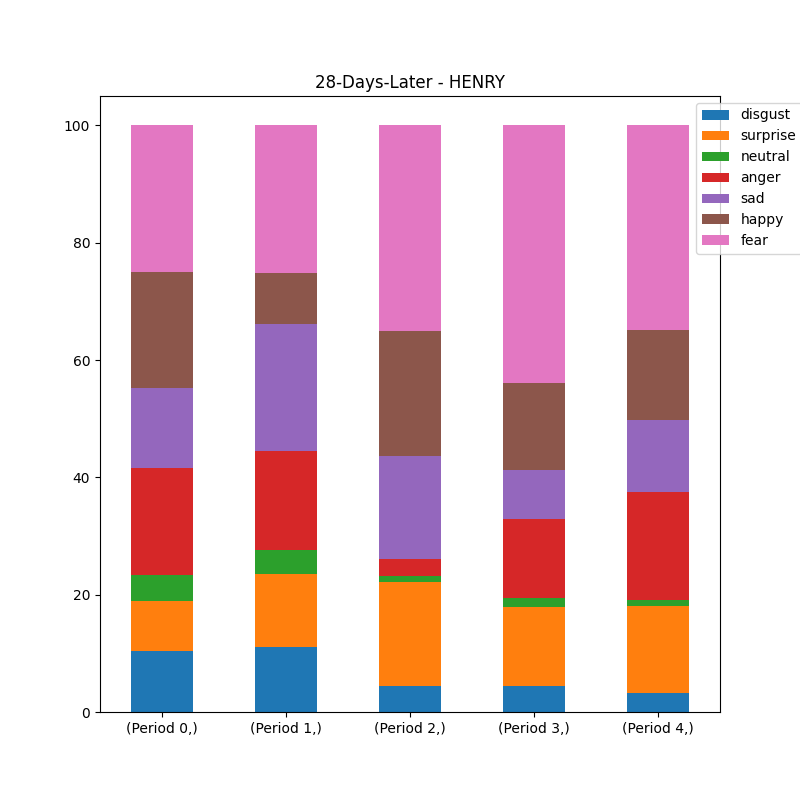 28-Days-Later - HENRY
disgust
surprise
neutral
anger
sad
happy
fear
100
80
60
40
20
0
(Period 0,)
(Period 1,)
(Period 2,)
(Period 3,)
(Period 4,)